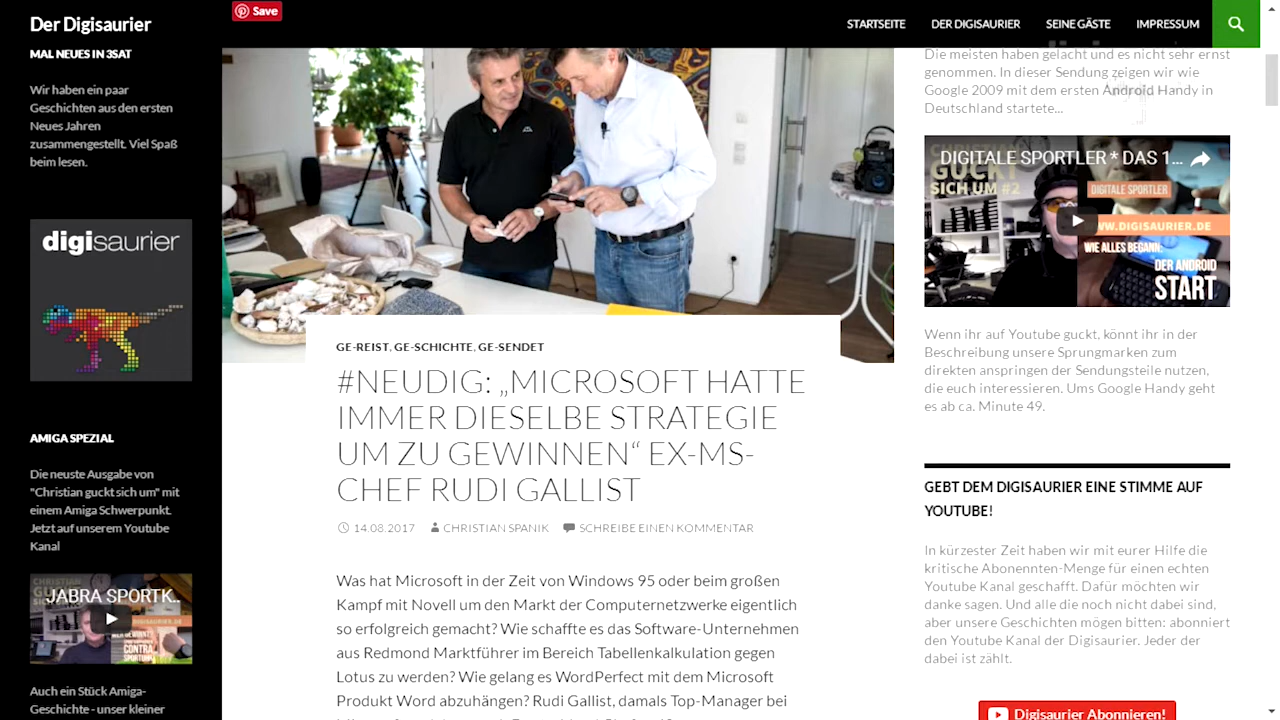 Der Digisaurier
Save
STARTSEITE
DER DIGISAURIER
SEINE GÄSTE
IMPRESSUM
MAL NEUES IN 3SAT
Wir haben ein paar
Geschichten aus den ersten
Neues Jahren
zusammengestellt. Viel Spaß
beim lesen.
digisaurier
AMIGA SPEZIAL
Die neuste Ausgabe von
"Christian guckt sich um" mit
einem Amiga Schwerpunkt.
Jetzt auf unserem Youtube
Kanal
JABRA SPORTK...
Auch ein Stück Amiga-
Geschichte - unser kleiner
GE-REIST, GE-SCHICHTE, GE-SENDET
#NEUDIG: „MICROSOFT HATTE
IMMER DIESELBE STRATEGIE
UM ZU GEWINNEN“ EX-MS-
CHEF RUDI GALLIST
14.08.2017
CHRISTIAN SPANIK
SCHREIBE EINEN KOMMENTAR
Was hat Microsoft in der Zeit von Windows 95 oder beim großen
Kampf mit Novell um den Markt der Computernetzwerke eigentlich
so erfolgreich gemacht? Wie schaffte es das Software-Unternehmen
aus Redmond Marktführer im Bereich Tabellenkalkulation gegen
Lotus zu werden? Wie gelang es WordPerfect mit dem Microsoft
Produkt Word abzuhängen? Rudi Gallist, damals Top-Manager bei
Die meisten haben gelacht und es nicht sehr ernst
genommen. In dieser Sendung zeigen wir wie
Google 2009 mit dem ersten Android Handy in
Deutschland startete...
DIGITALE SPORTLER * DAS 1...
GUCKT
SICH UM #2
DIGITALE SPORTLER
WWW.DIGISAURIER.DE
WIE ALLES BEGANN:
DER ANDROID
START
Wenn ihr auf Youtube guckt, könnt ihr in der
Beschreibung unsere Sprungmarken zum
direkten anspringen der Sendungsteile nutzen,
die euch interessieren. Ums Google Handy geht
es ab ca. Minute 49.
GEBT DEM DIGISAURIER EINE STIMME AUF
YOUTUBE!
In kürzester Zeit haben wir mit eurer Hilfe die
kritische Abonennten-Menge für einen echten
Youtube Kanal geschafft. Dafür möchten wir
danke sagen. Und alle die noch nicht dabei sind,
aber unsere Geschichten mögen bitten: abonniert
den Youtube Kanal der Digisaurier. Jeder der
dabei ist zählt.
Digisaurier Abonnieren!